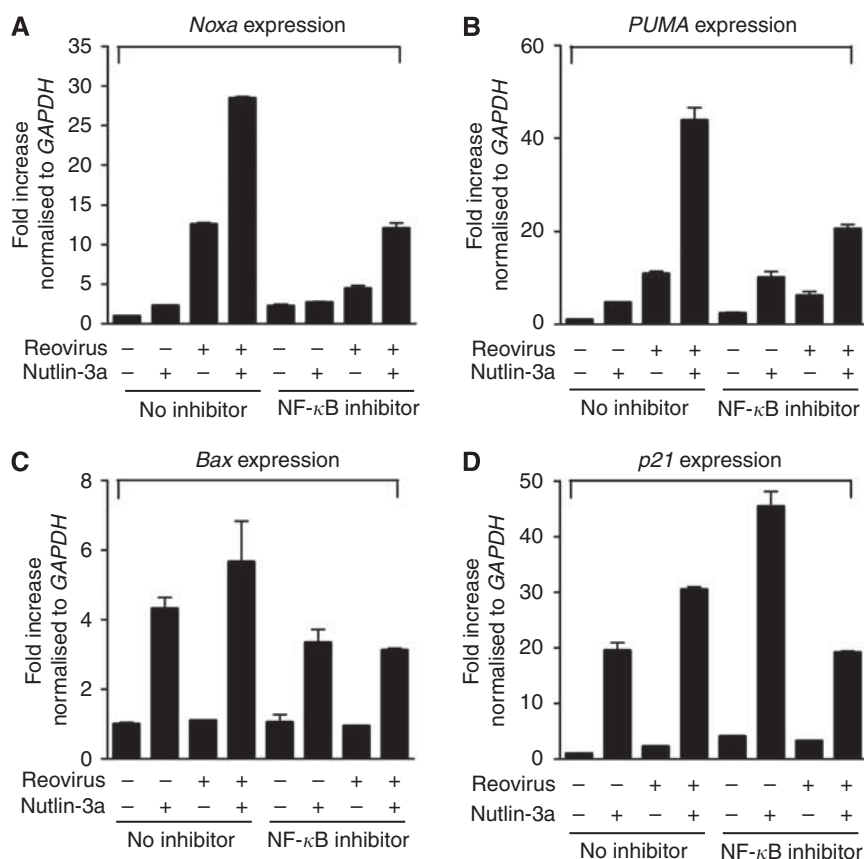 A
Noxa expression
35
30
25
20
15
10
5
0
Fold increase
normalised to GAPDH
Reovirus – – + + – – + +
Nutlin-3a – + – + – + – +
No inhibitor NF-κB inhibitor
B
PUMA expression
60
40
20
0
Fold increase
normalised to GAPDH
Reovirus – – + + – – + +
Nutlin-3a – + – + – + – +
No inhibitor NF-κB inhibitor
C
Bax expression
8
6
4
2
0
Fold increase
normalised to GAPDH
Reovirus – – + + – – + +
Nutlin-3a – + – + – + – +
No inhibitor NF-κB inhibitor
D
p21 expression
50
40
30
20
10
0
Fold increase
normalised to GAPDH
Reovirus – – + + – – + +
Nutlin-3a – + – + – + – +
No inhibitor NF-κB inhibitor